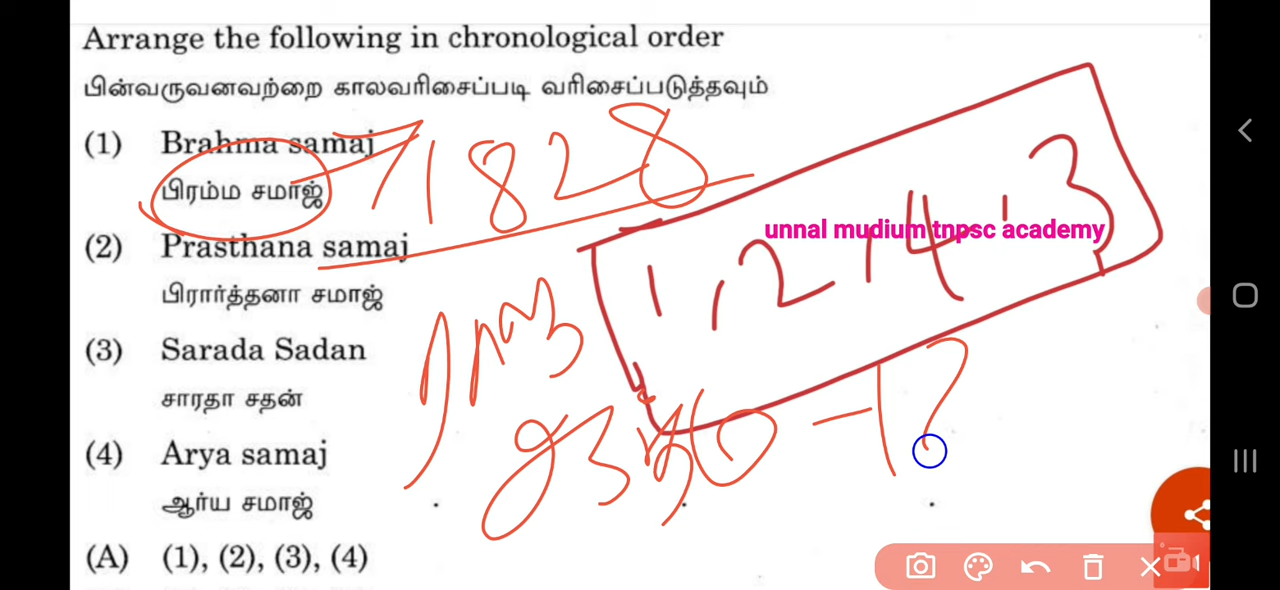 Arrange the following in chronological order
பின்வருவனவற்றை காலவரிசைப்படி வரிசைப்படுத்தவும்
(1) Brahma samaj
பிரம்ம சமாஜ்
1828
(2) Prasthana samaj
பிரார்த்தனா சமாஜ்
1, 2, 4, 3
unnal mudium tnpsc academy
(3) Sarada Sadan
சாரதா சதன்
(4) Arya samaj
ஆர்ய சமாஜ்
(A) (1), (2), (3), (4)